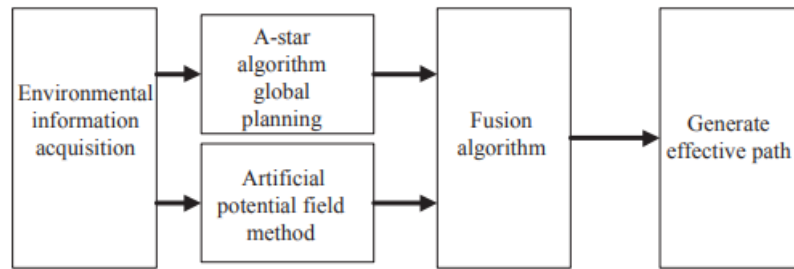 Environmental
information
acquisition
A-star
algorithm
global
planning
Artificial
potential field
method
Fusion
algorithm
Generate
effective path